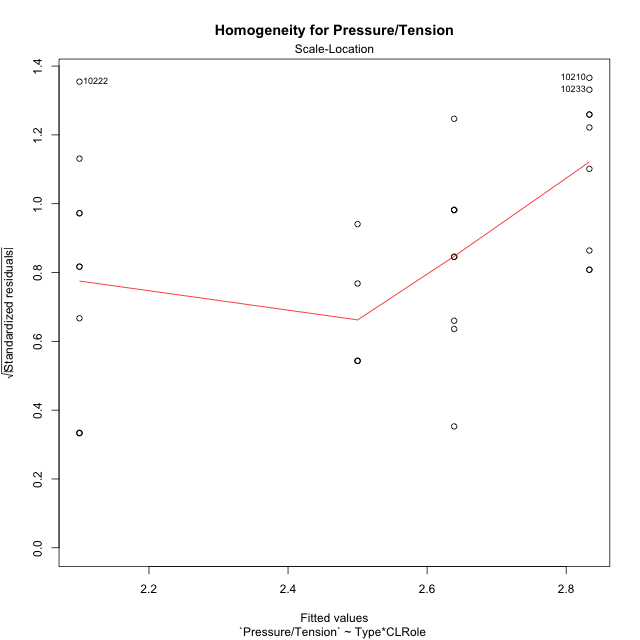 Homogeneity for Pressure/Tension
Scale-Location
10222
10210
10233
1.4
1.2
1.0
0.8
0.6
0.4
0.2
0.0
√|Standardized residuals|
2.2 2.4 2.6 2.8
Fitted values
`Pressure/Tension` ~ Type*CLRole